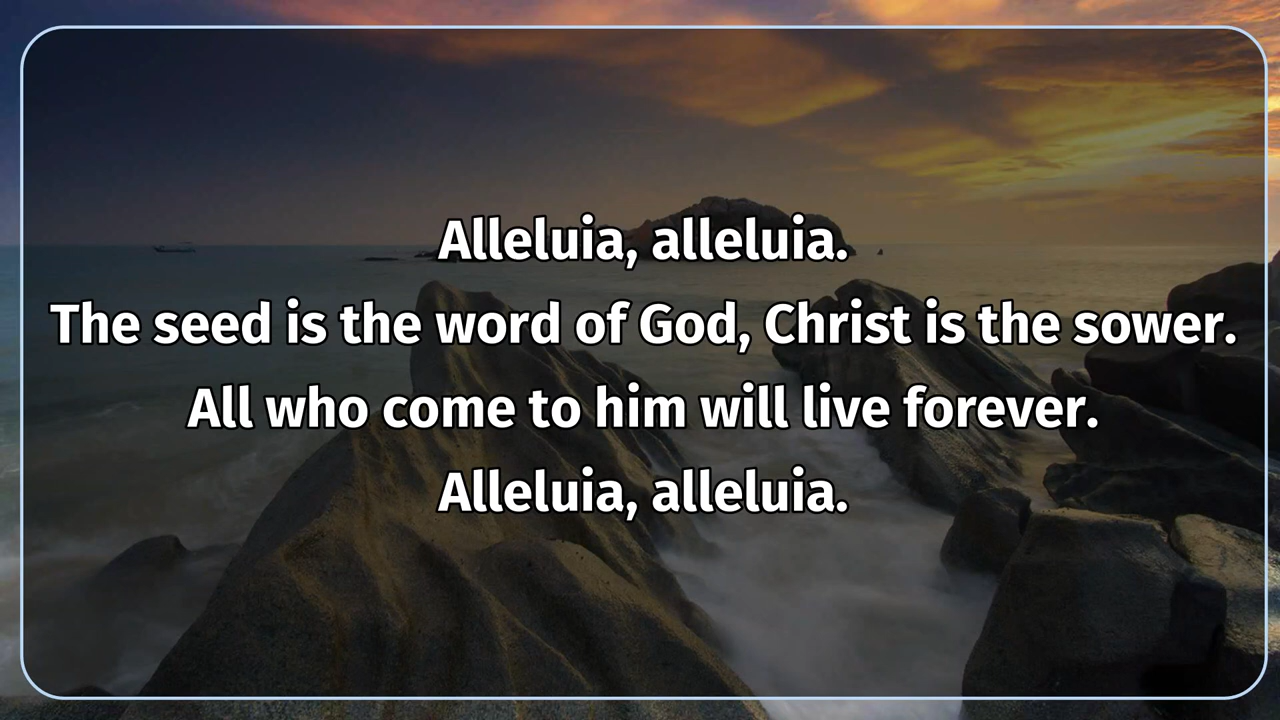 Alleluia, alleluia.
The seed is the word of God, Christ is the sower.
All who come to him will live forever.
Alleluia, alleluia.